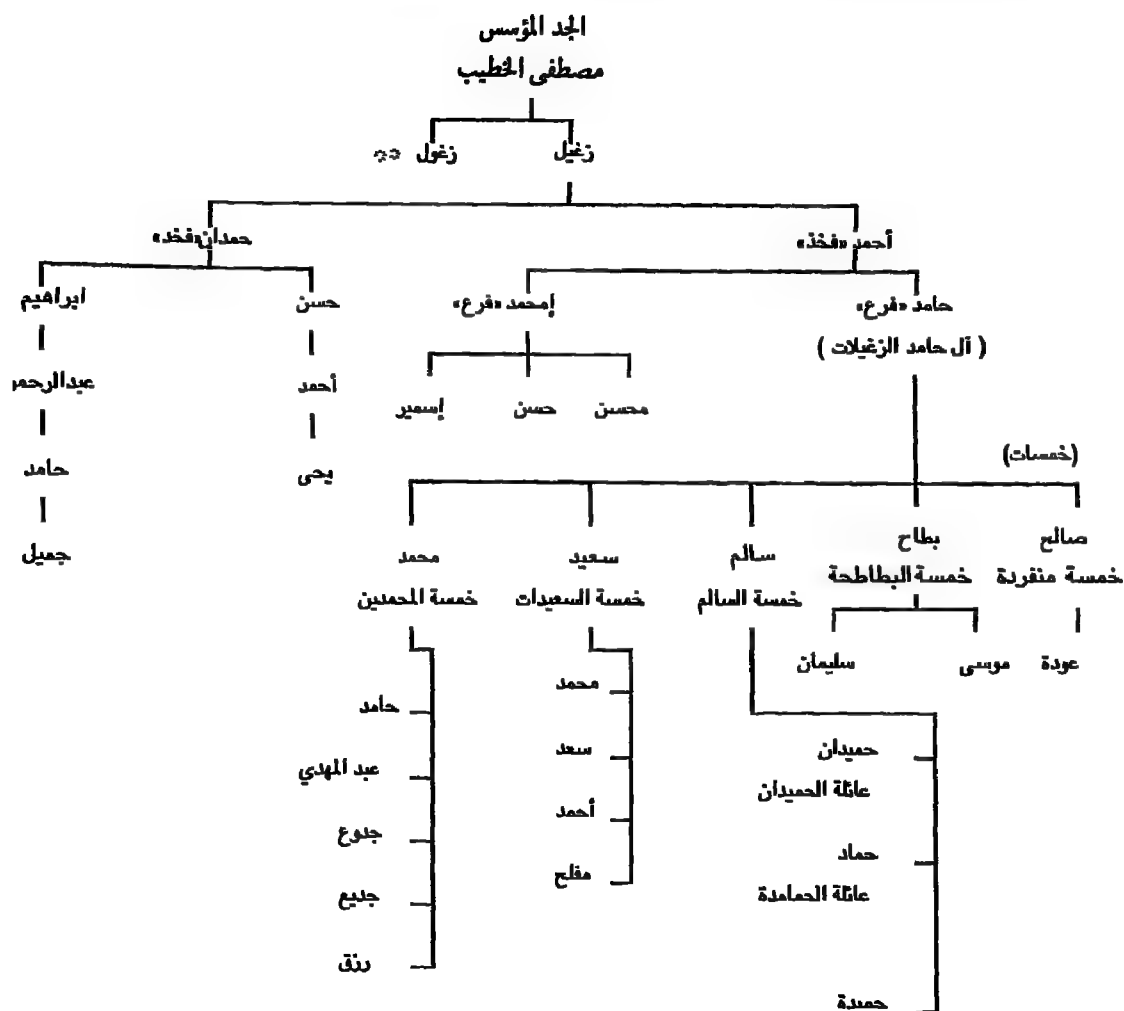 الجد المؤسس
مصطفى الخطيب
زغيل
زغول
أحمد «فخذ»
حمدان «فخد»
حامد «فرع»
إمحمد «فرع»
حسن
ابراهيم
( آل حامد الزغيلات )
محسن
حسن
إسمير
أحمد
عبدالرحمن
يحى
حامد
جميل
(خمسات)
صالح
بطاح
سالم
سعيد
محمد
خمسة منفردة
خمسة البطاطحة
خمسة السالم
خمسة السعيدات
خمسة المحمدين
عودة
موسى
سليمان
حميدان
عائلة الحميدان
حماد
عائلة الحمامدة
حميدة
محمد
سعد
أحمد
مفلح
حامد
عبد المهدي
جدوع
جديع
رزق